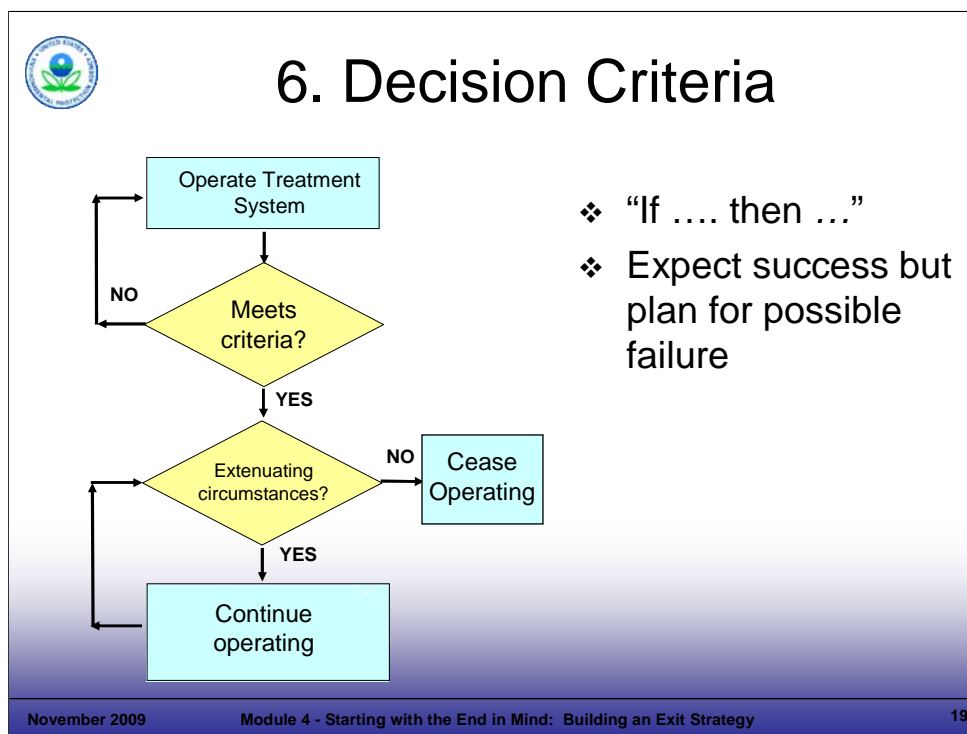 6. Decision Criteria
Operate Treatment
System
NO
Meets
criteria?
YES
Extenuating
circumstances?
NO
Cease
Operating
YES
Continue
operating
❖ “If …. then …”
❖ Expect success but
plan for possible
failure
November 2009
Module 4 - Starting with the End in Mind: Building an Exit Strategy
19